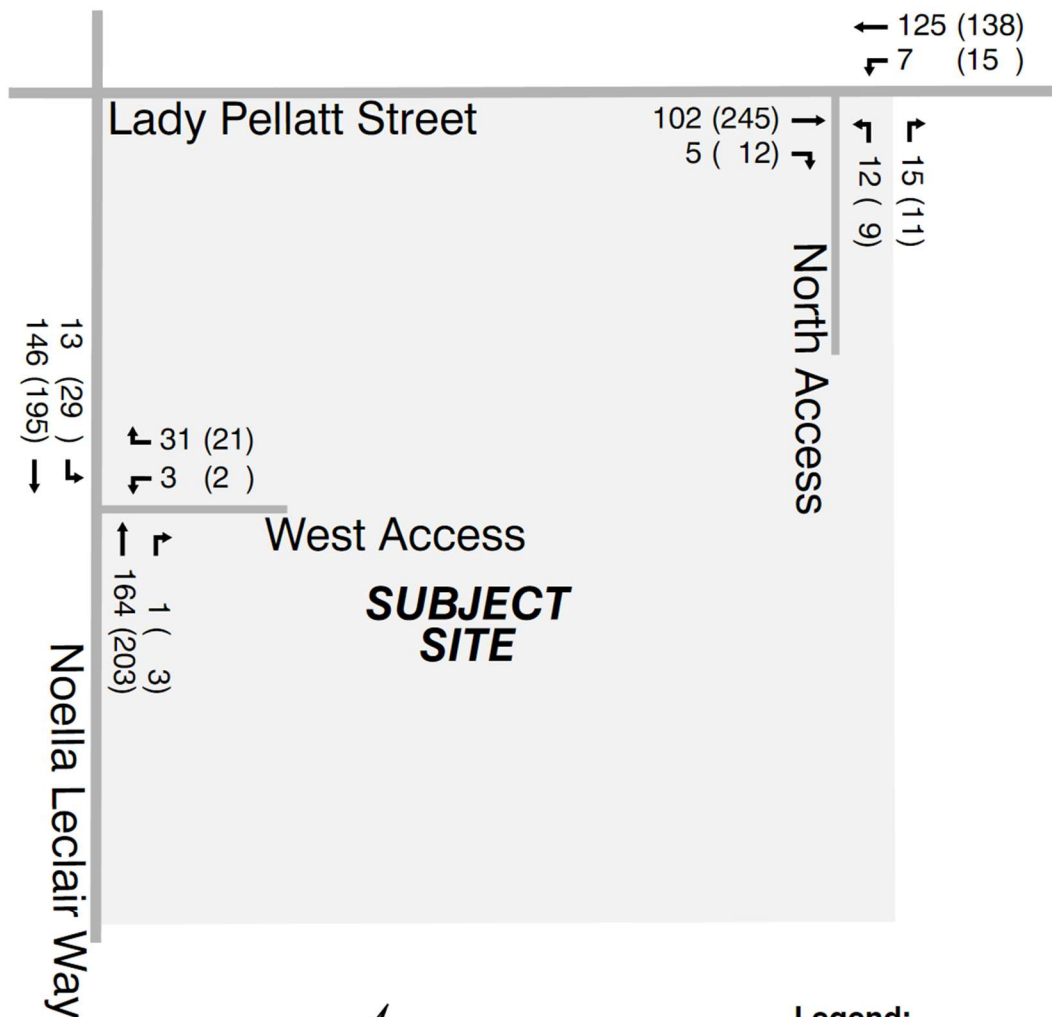 125 (138)
7 (15 )
Lady Pellatt Street
102 (245)
5 ( 12)
12 ( 9)
15 (11)
North Access
13 (29 )
146 (195)
31 (21)
3 (2 )
West Access
164 (203)
1 ( 3)
SUBJECT
SITE
Noella Leclair Way
Legend: